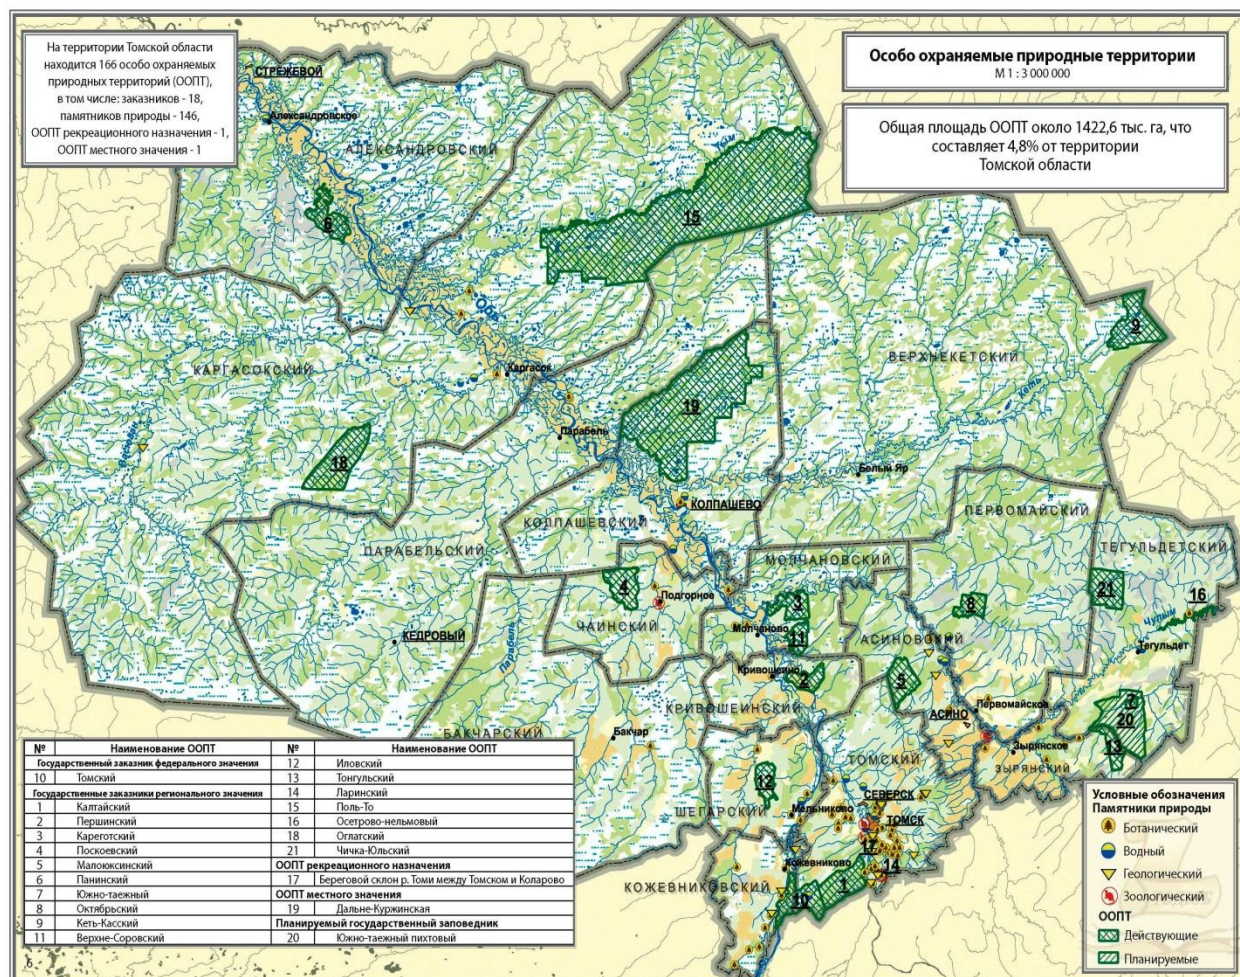 На территории Томской области
находится 166 особо охраняемых
природных территорий (ООПТ),
в том числе: заказников - 18,
памятников природы - 146,
ООПТ рекреационного назначения - 1,
ООПТ местного значения - 1
Особо охраняемые природные территории
М 1 : 3 000 000
Общая площадь ООПТ около 1422,6 тыс. га, что
составляет 4,8% от территории
Томской области
СТРЕЖЕВОЙ
Александровское
АЛЕКСАНДРОВСКИЙ
Тым
6
15
ОБЬ
9
КАРГАСОКСКИЙ
Каргасок
ВЕРХНЕКЕТСКИЙ
Кеть
19
Парабель
Васюган
18
Белый Яр
КОЛПАШЕВО
КОЛПАШЕВСКИЙ
ПЕРВОМАЙСКИЙ
ПАРАБЕЛЬСКИЙ
МОЛЧАНОВСКИЙ
ТЕГУЛЬДЕТСКИЙ
4
Подгорное
3
8
21
16
Чулым
ЧАИНСКИЙ
Молчаново
11
АСИНОВСКИЙ
КЕДРОВЫЙ
Парабель
Тегульдет
Кривошеино
2
5
КРИВОШЕИНСКИЙ
Первомайское
7
АСИНО
20
БАКЧАРСКИЙ
Бакчар
Зырянское
13
ТОМСКИЙ
ЗЫРЯНСКИЙ
12
СЕВЕРСК
ШЕГАРСКИЙ
Мельниково
ТОМСК
17
Кожевниково
14
КОЖЕВНИКОВСКИЙ
1
10
№ Наименование ООПТ № Наименование ООПТ
Государственный заказник федерального значения 12 Иловский
10 Томский 13 Тонгульский
Государственные заказники регионального значения 14 Ларинский
1 Калтайский 15 Поль-То
2 Першинский 16 Осетрово-нельмовый
3 Кареготский 18 Оглатский
4 Поскоевский 21 Чичка-Юльский
5 Малоюксинский ООПТ рекреационного назначения
6 Панинский 17 Береговой склон р. Томи между Томском и Коларово
7 Южно-таежный ООПТ местного значения
8 Октябрьский 19 Дальне-Куржинская
9 Кеть-Касский Планируемый государственный заповедник
11 Верхне-Соровский 20 Южно-таежный пихтовый
Условные обозначения
Памятники природы
Ботанический
Водный
Геологический
Зоологический
ООПТ
Действующие
Планируемые
6